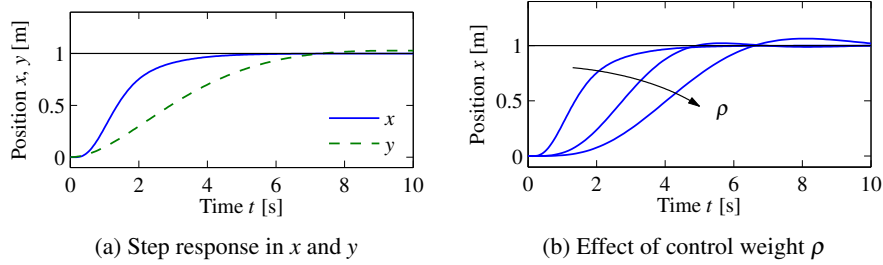 Position x, y [m]
1
0.5
0
0 2 4 6 8 10
Time t [s]
x
y
(a) Step response in x and y
Position x [m]
1
0.5
0
0 2 4 6 8 10
Time t [s]
ρ
(b) Effect of control weight ρ